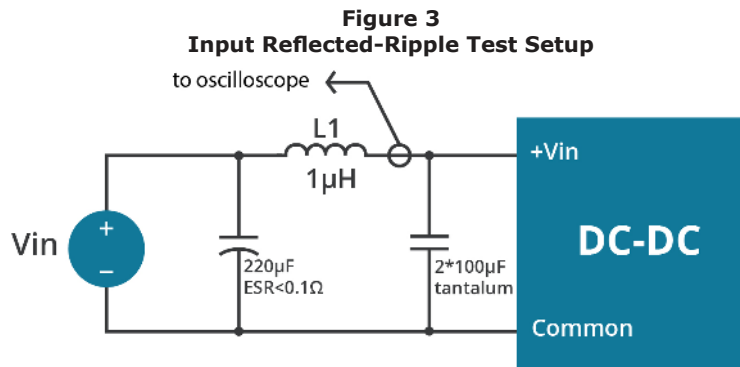 Figure 3
Input Reflected-Ripple Test Setup
to oscilloscope
L1
1µH
+Vin
Vin
+
−
DC-DC
220µF
ESR<0.1Ω
2*100µF
tantalum
Common